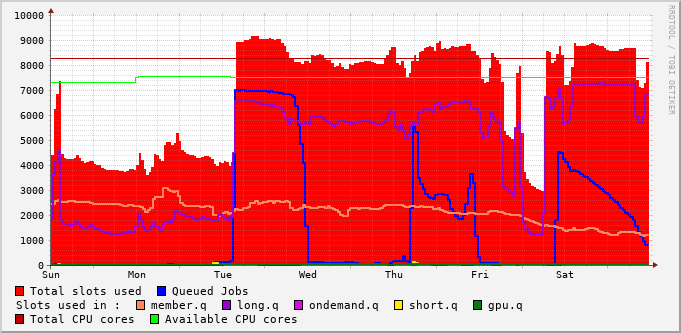 10000
9000
8000
7000
6000
5000
4000
3000
2000
1000
0
Sun Mon Tue Wed Thu Fri Sat
RRDTOOL / TOBI OETIKER
Total slots used Queued Jobs
Slots used in : member.q long.q ondemand.q short.q gpu.q
Total CPU cores Available CPU cores